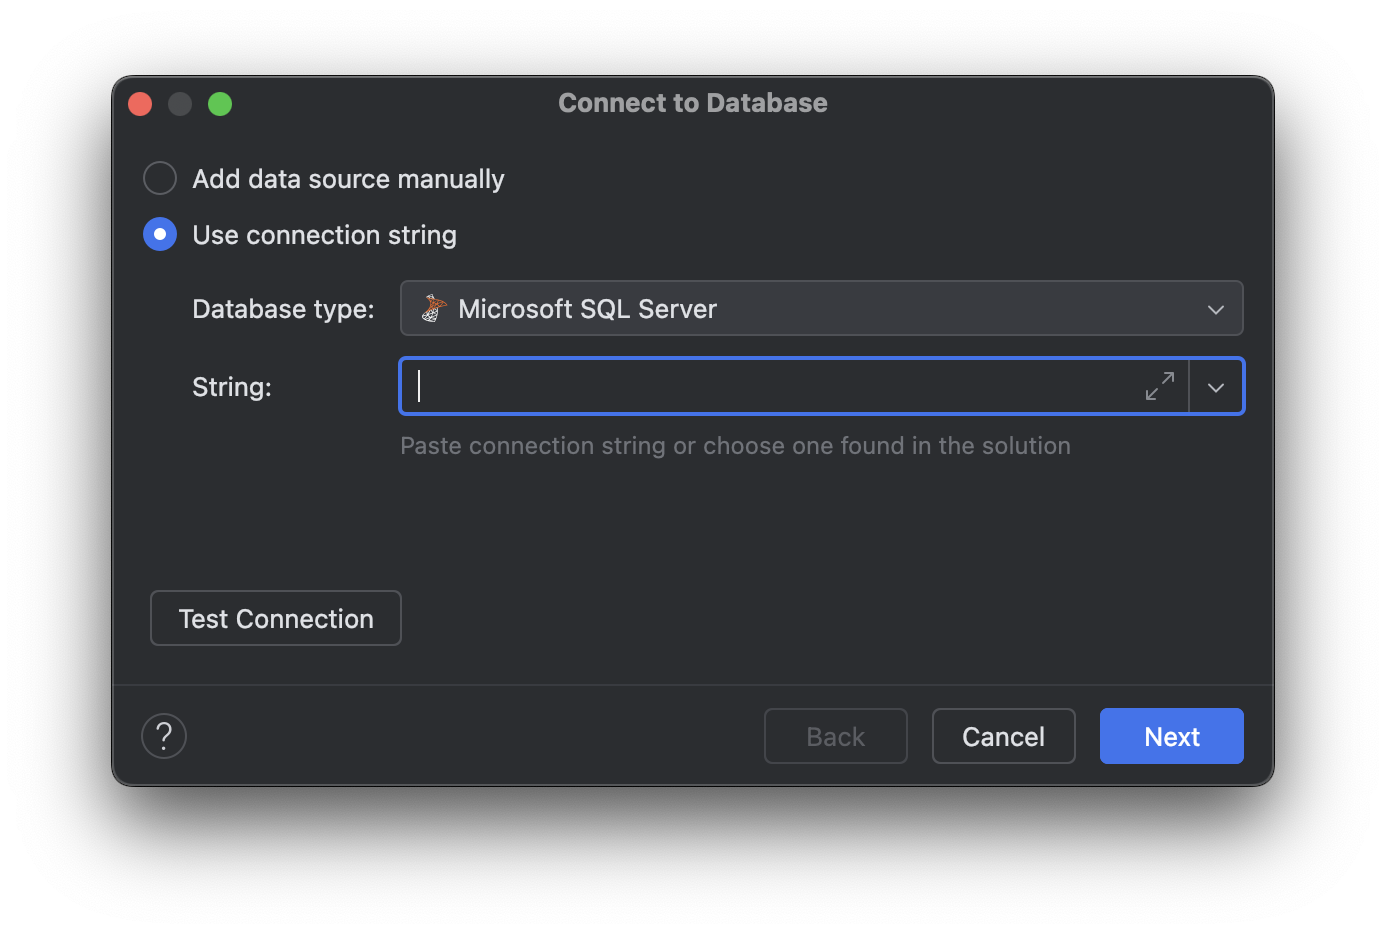 Connect to Database
Add data source manually
Use connection string
Database type: Microsoft SQL Server
String:
Paste connection string or choose one found in the solution
Test Connection
? Back Cancel Next